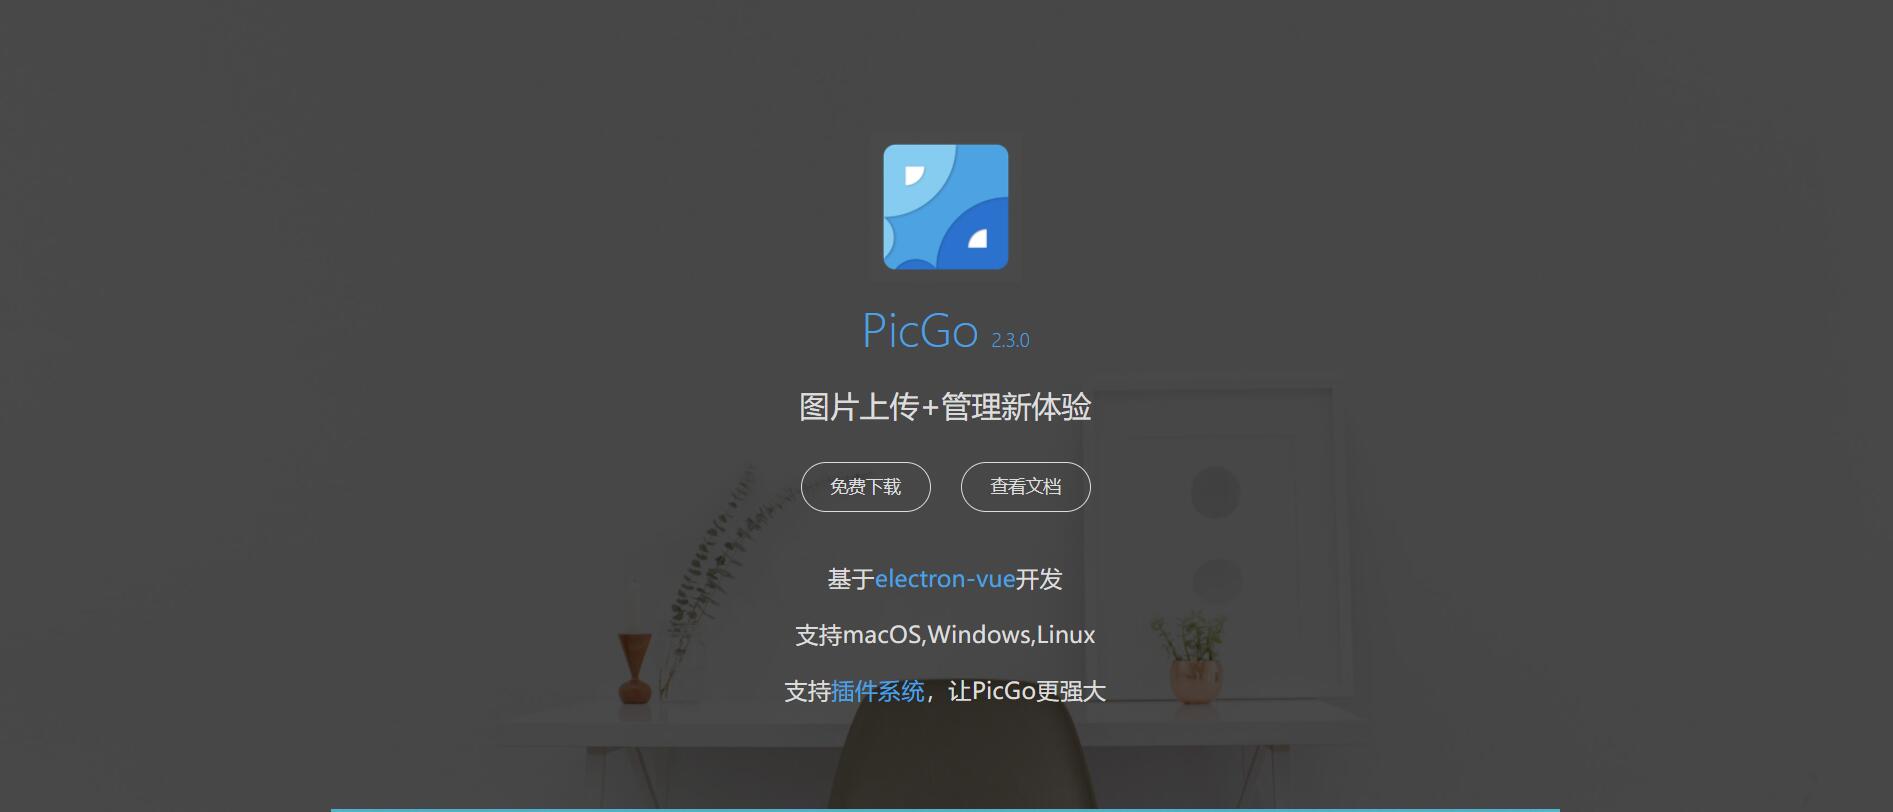 PicGo 2.3.0
图片上传+管理新体验
免费下载 查看文档
基于electron-vue开发
支持macOS,Windows,Linux
支持插件系统，让PicGo更强大